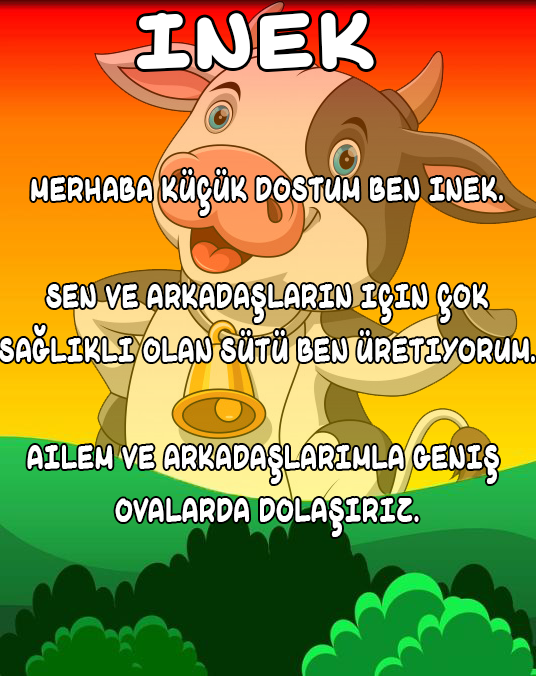 INEK
MERHABA KÜÇÜK DOSTUM BEN INEK.
SEN VE ARKADAŞLARIN IÇIN ÇOK
SAĞLIKLI OLAN SÜTÜ BEN ÜRETIYORUM.
AILEM VE ARKADAŞLARIMLA GENIŞ
OVALARDA DOLAŞIRIZ.